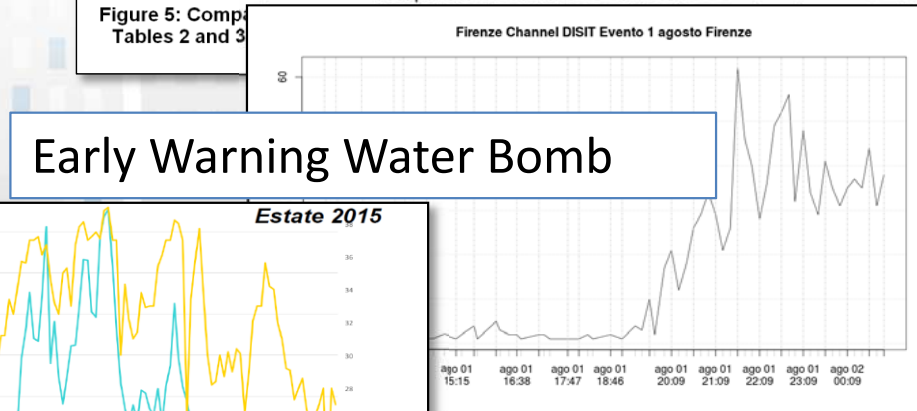 Figure 5: Compa
Tables 2 and 3
Firenze Channel DISIT Evento 1 agosto Firenze
60
Early Warning Water Bomb
Estate 2015
36
34
32
30
28
ago 01 ago 01 ago 01 ago 01 ago 01 ago 01 ago 01 ago 01 ago 02
15:15 16:38 17:47 18:46 20:09 21:09 22:09 23:09 00:09